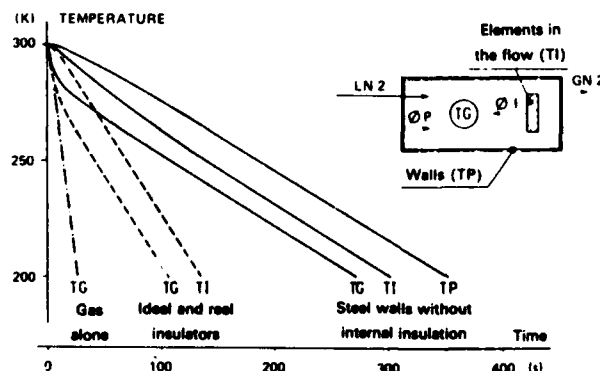 (K) TEMPERATURE
300
250
200
Elements in
the flow (TI)
LN 2
GN 2
Ø P
TG
Ø I
Walls (TP)
TG
TG
TI
TG
TI
TP
Gas
alone
Ideal and reel
insulators
Steel walls without
internal insulation
Time
0
100
200
300
400
(s)